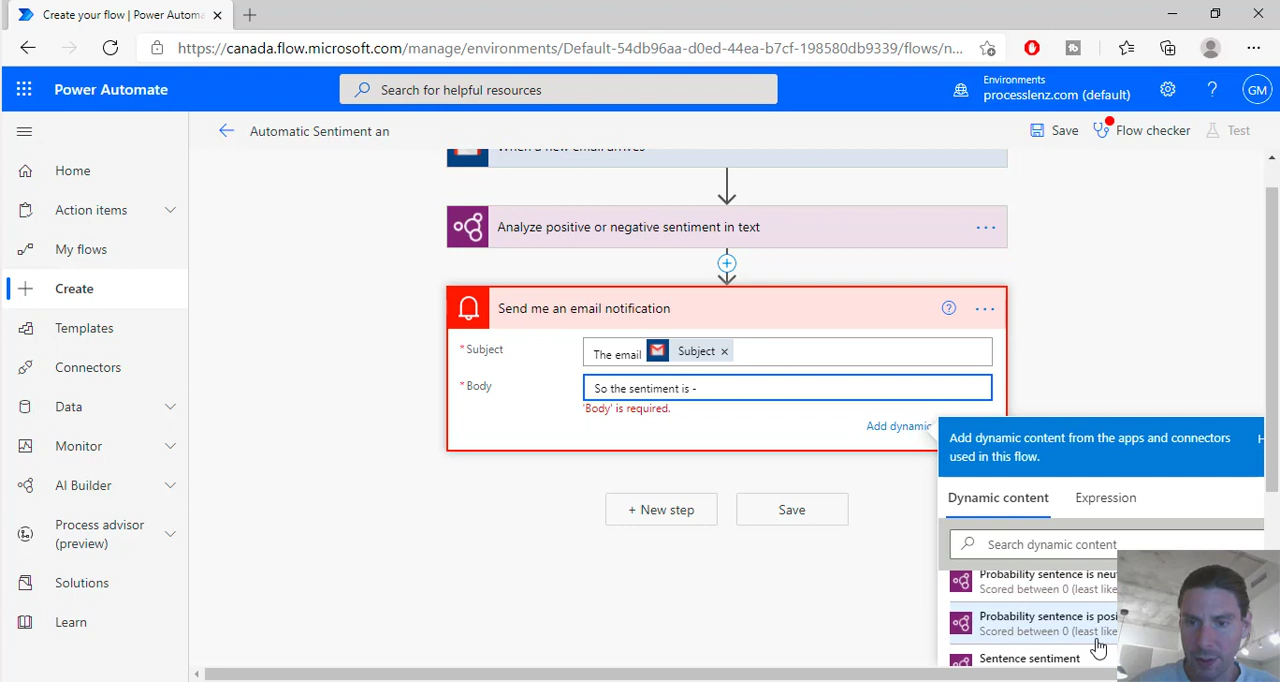 Create your flow | Power Automa
https://canada.flow.microsoft.com/manage/environments/Default-54db96aa-d0ed-44ea-b7cf-198580db9339/flows/n...
Power Automate
Search for helpful resources
Environments
processlenz.com (default)
GM
Automatic Sentiment an
Save
Flow checker
Test
Home
Action items
My flows
Create
Templates
Connectors
Data
Monitor
AI Builder
Process advisor
(preview)
Solutions
Learn
When a new email arrives
Analyze positive or negative sentiment in text
Send me an email notification
* Subject
The email Subject ×
* Body
So the sentiment is -
'Body' is required.
Add dynamic
+ New step
Save
Add dynamic content from the apps and connectors
used in this flow.
Dynamic content
Expression
Search dynamic content
Probability sentence is neu
Scored between 0 (least like
Probability sentence is posi
Scored between 0 (least like
Sentence sentiment